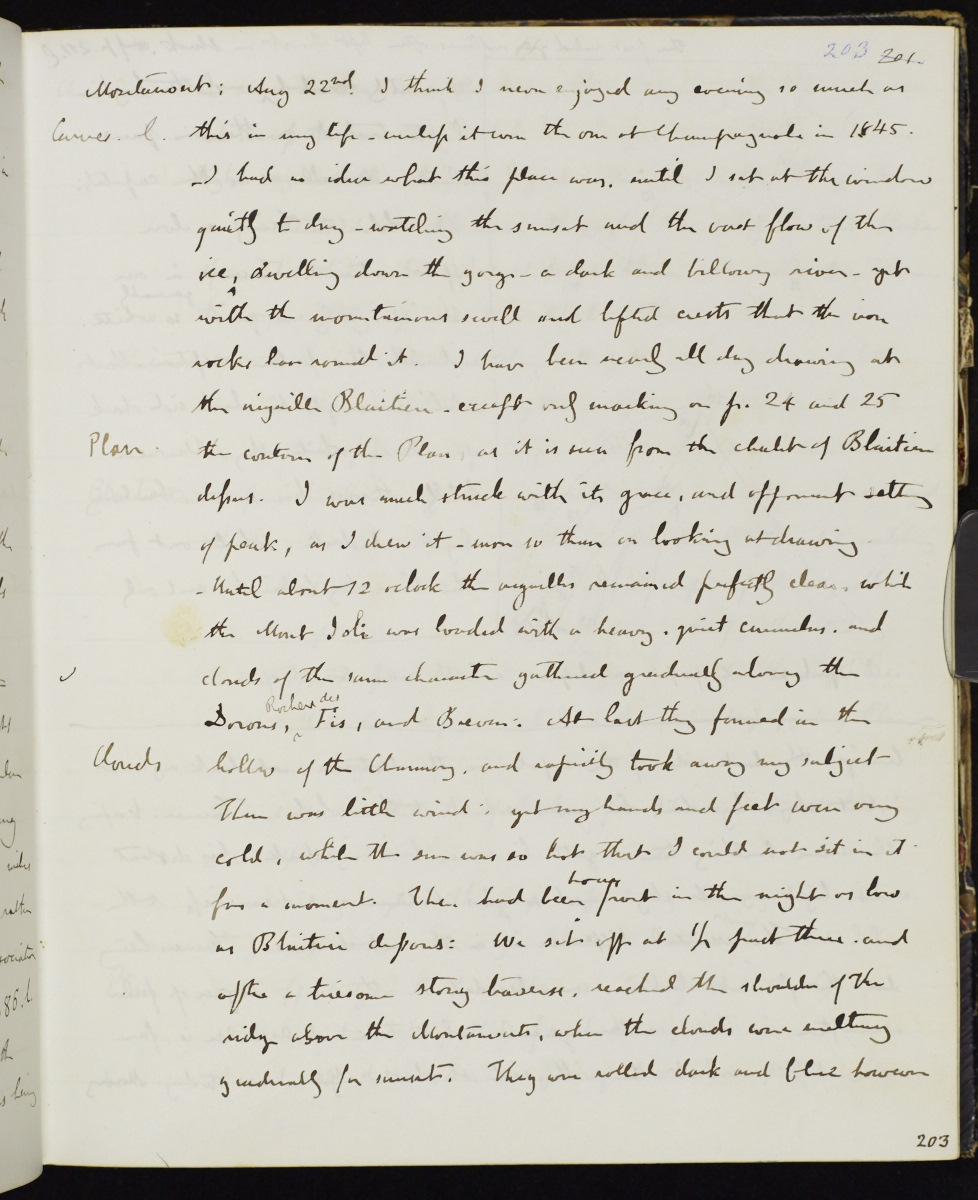 203 201.
Montanvert; Aug 22nd. I think I never enjoyed any evening so much as
Curves. l. this in my life - unless it were the one at Champagnole in 1845.
- I had no idea what this place was, until I sat at the window
quietly to day - watching the sunset and the vast flow of the
ice, swelling down the gorge - a dark and billowy river - yet
with the mountainous swell and lifted crests that the iron
rocks have round it. I have been nearly all day drawing at
the aiguille Blaitiere - except only marking on p. 24 and 25
Plan. the contour of the Plan, as it is seen from the chalet of Blaitiere
dessus. I was much struck with its grace, and apparent setting
of peak, as I drew it - more so than on looking at drawing.
- Until about 12 oclock the aiguilles remained perfectly clear, while
the Mont Joli was loaded with a heavy, quiet cumulus, and
clouds of the same character gathered gradually along the
Dorons, Rochers des Fis, and Breven: At last they formed in the
Clouds hollow of the Chamouny, and rapidly took away my subject
There was little wind: yet my hands and feet were very
cold, while the sun was so hot that I could not sit in it
for a moment. There had been hoar frost in the night as low
as Blaitiere dessous: We set off at 1/2 past three. and
after a tiresome stony traverse, reached the shoulder of the
ridge above the Montanvert, when the clouds were melting
gradually for sunset. They were rolled dark and blue however
203